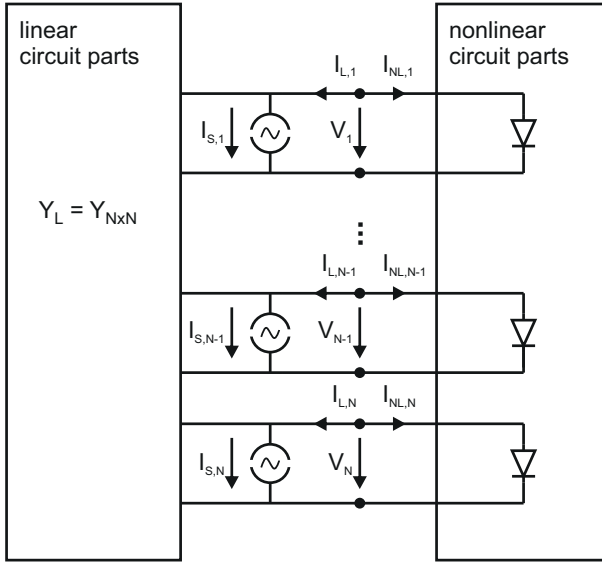 linear
circuit parts
nonlinear
circuit parts
I_L,1 I_NL,1
I_S,1 V_1
Y_L = Y_NxN
I_L,N-1 I_NL,N-1
I_S,N-1 V_N-1
I_L,N I_NL,N
I_S,N V_N